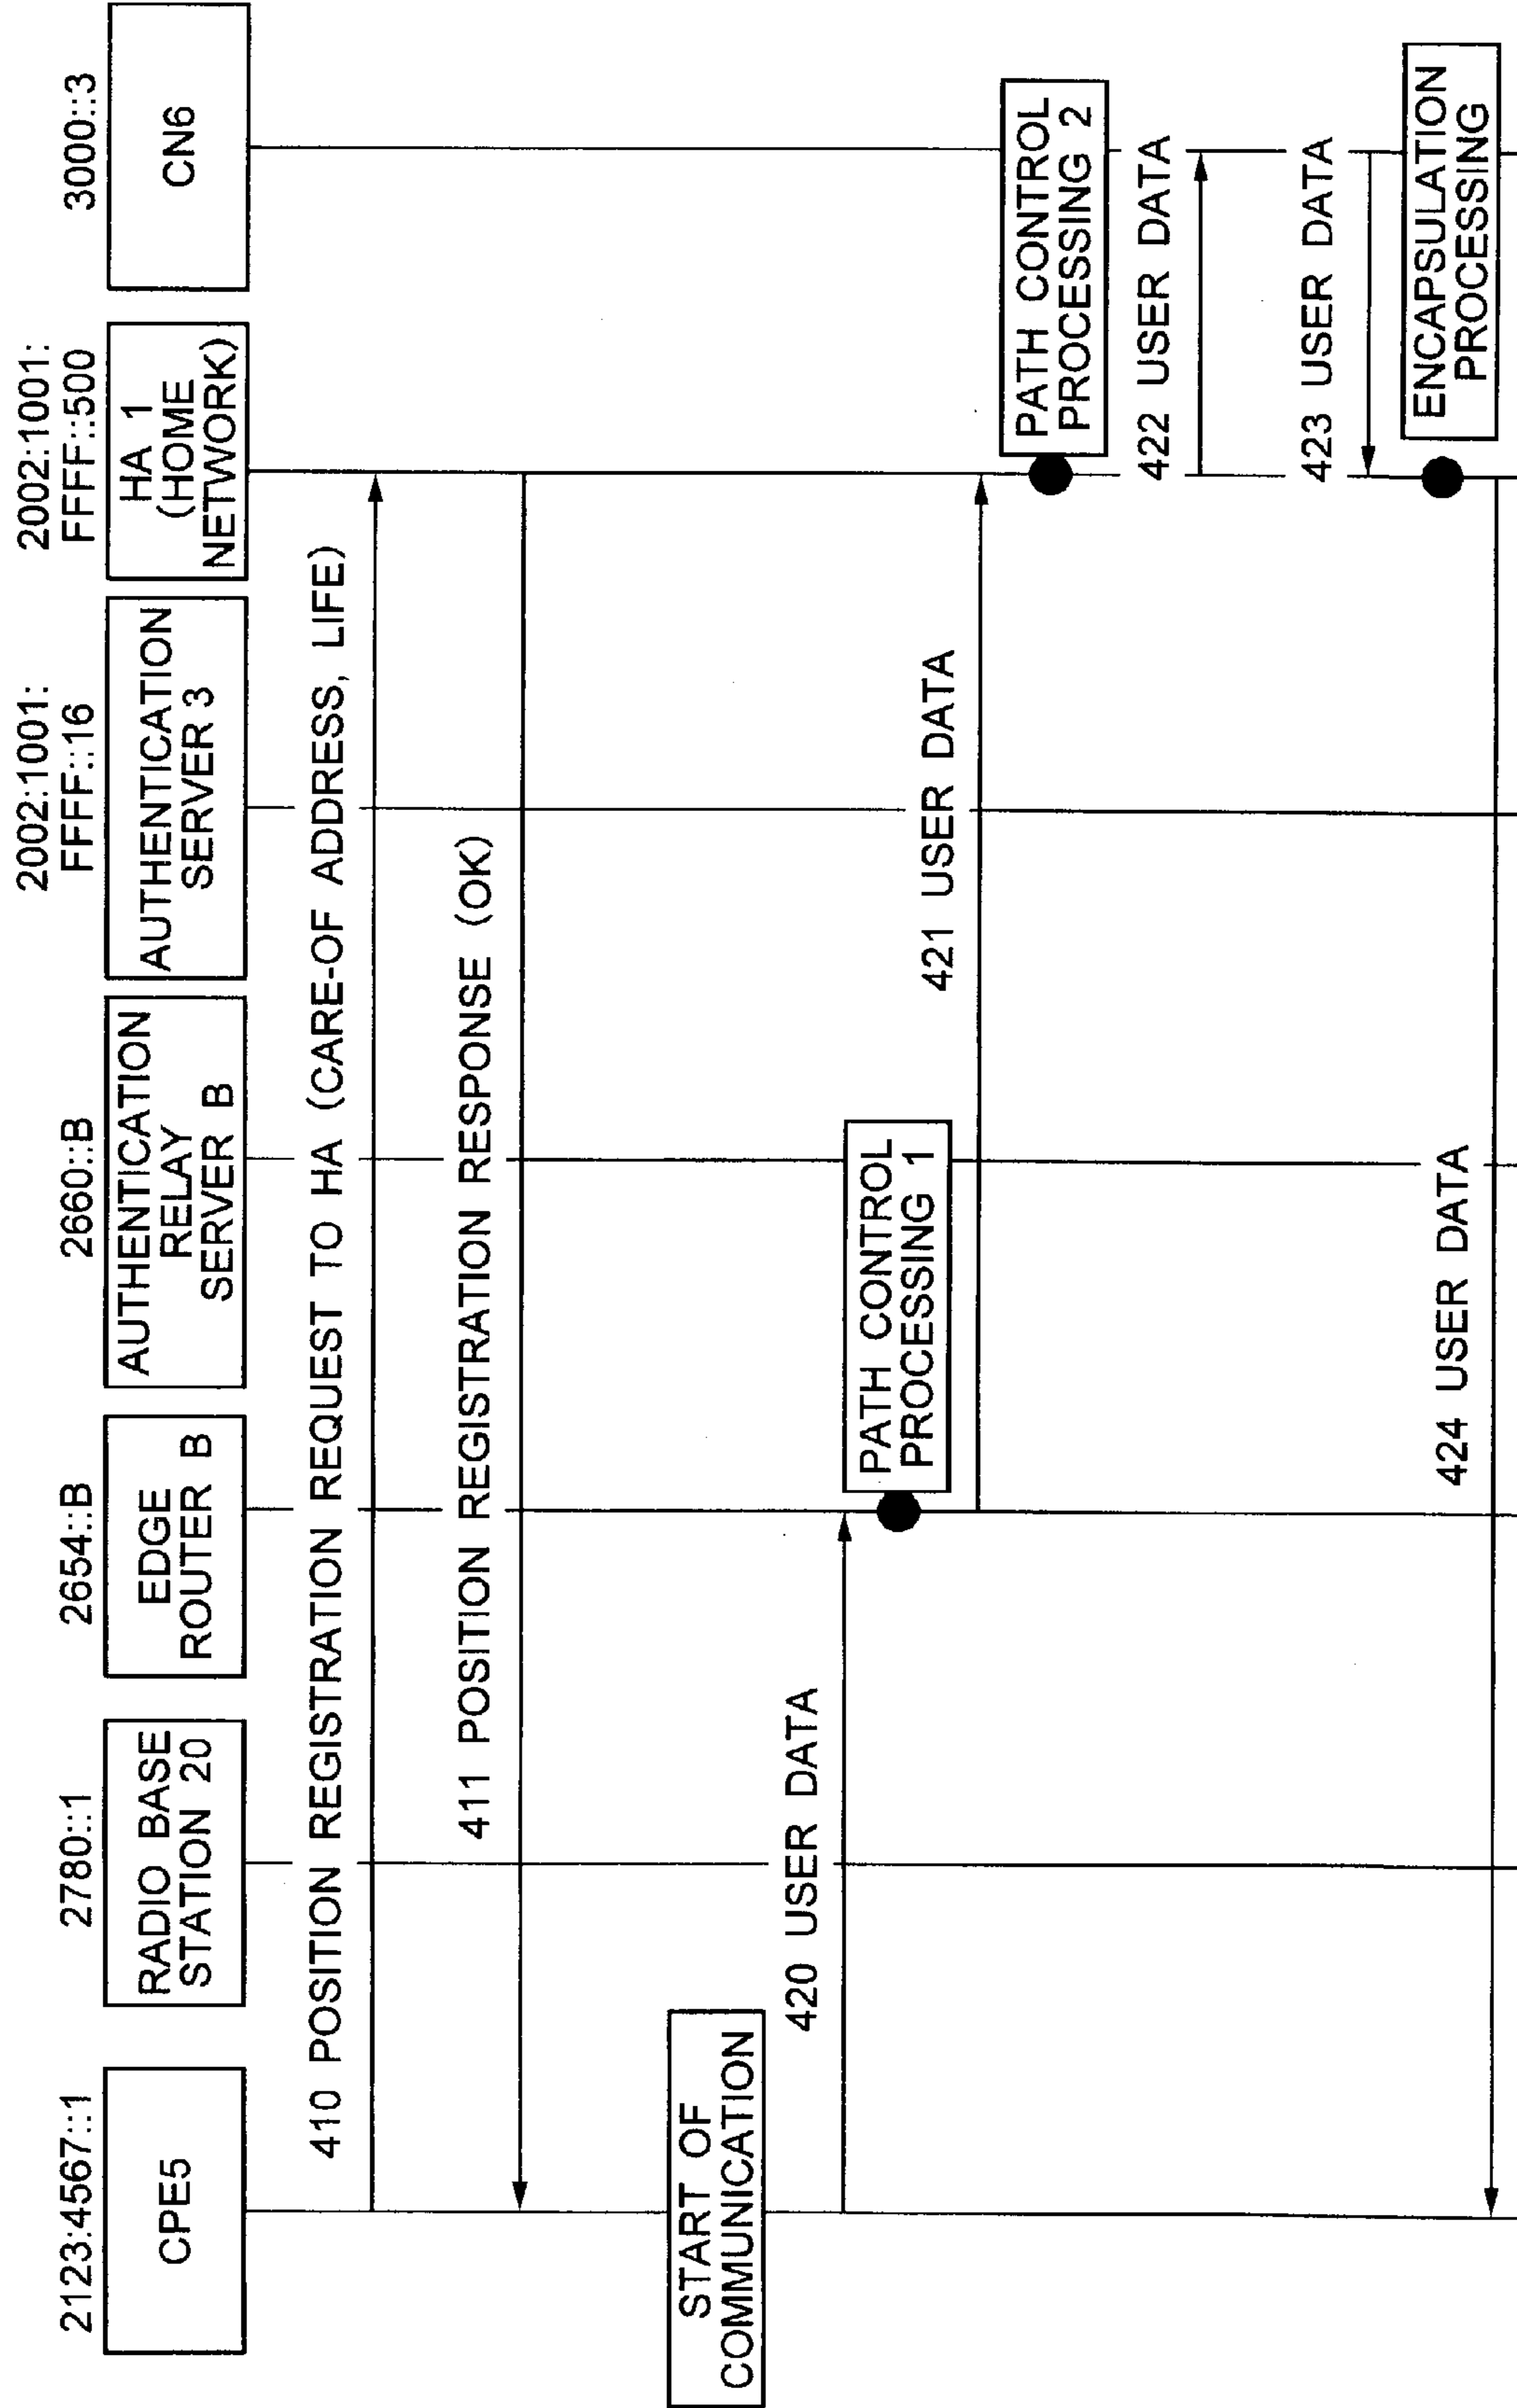 2123:4567::1
CPE5
2780::1
RADIO BASE
STATION 20
2654::B
EDGE
ROUTER B
2660::B
AUTHENTICATION
RELAY
SERVER B
2002:1001:
FFFF::16
AUTHENTICATION
SERVER 3
2002:1001:
FFFF::500
HA 1
(HOME
NETWORK)
3000::3
CN6
410 POSITION REGISTRATION REQUEST TO HA (CARE-OF ADDRESS, LIFE)
411 POSITION REGISTRATION RESPONSE (OK)
START OF
COMMUNICATION
420 USER DATA
PATH CONTROL
PROCESSING 1
421 USER DATA
PATH CONTROL
PROCESSING 2
422 USER DATA
423 USER DATA
ENCAPSULATION
PROCESSING
424 USER DATA